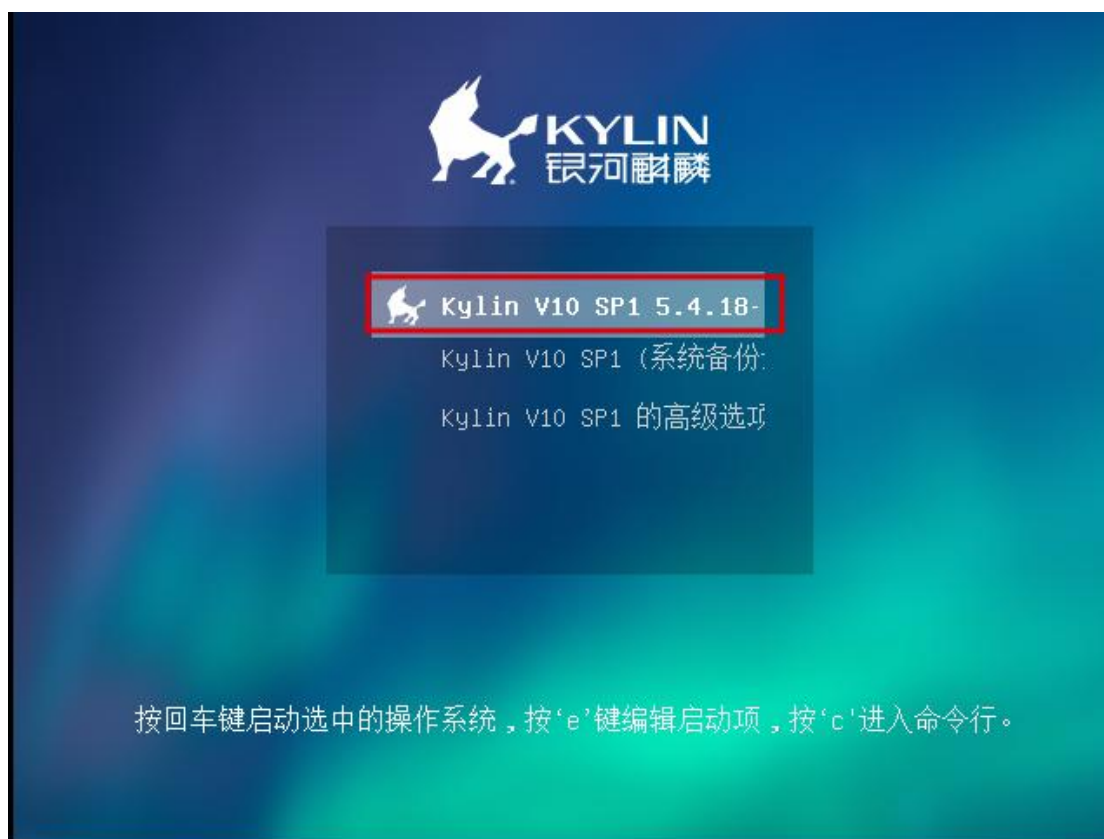 KYLIN
银河麒麟
Kylin V10 SP1 5.4.18-
Kylin V10 SP1 (系统备份
Kylin V10 SP1 的高级选项
按回车键启动选中的操作系统,按‘e’键编辑启动项,按‘c'进入命令行。